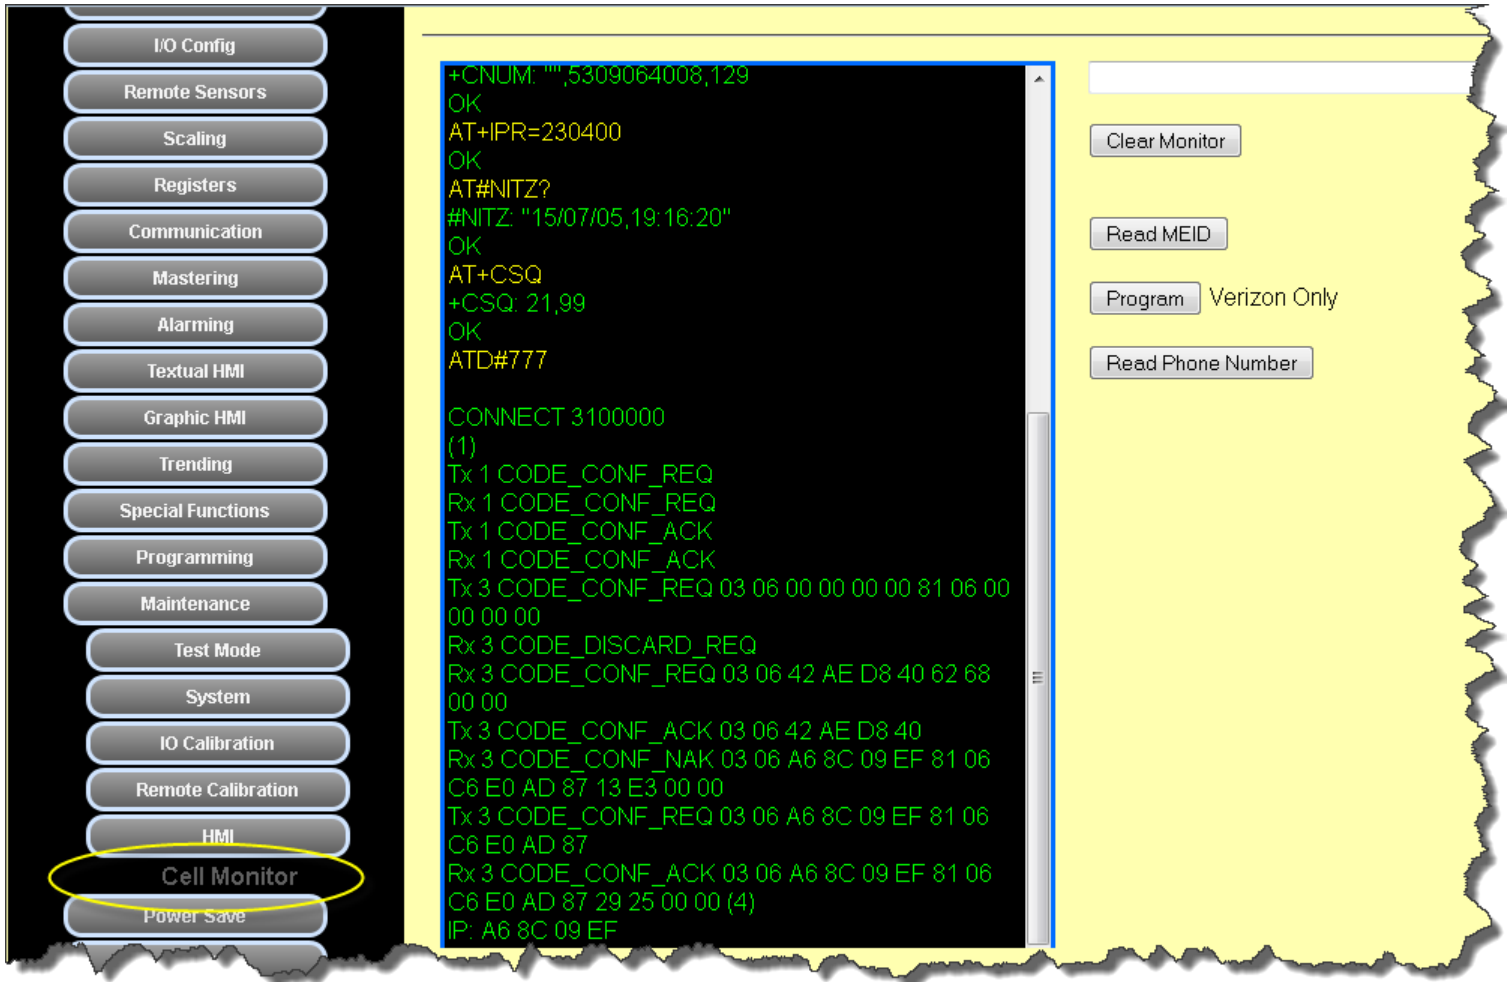 I/O Config
Remote Sensors
Scaling
Registers
Communication
Mastering
Alarming
Textual HMI
Graphic HMI
Trending
Special Functions
Programming
Maintenance
Test Mode
System
IO Calibration
Remote Calibration
HMI
Cell Monitor
Power Save
+CNUM: "",5309064008,129
OK
AT+IPR=230400
OK
AT#NITZ?
#NITZ: "15/07/05,19:16:20"
OK
AT+CSQ
+CSQ: 21,99
OK
ATD#777
CONNECT 3100000
(1)
Tx 1 CODE_CONF_REQ
Rx 1 CODE_CONF_REQ
Tx 1 CODE_CONF_ACK
Rx 1 CODE_CONF_ACK
Tx 3 CODE_CONF_REQ 03 06 00 00 00 00 81 06 00
00 00 00
Rx 3 CODE_DISCARD_REQ
Rx 3 CODE_CONF_REQ 03 06 42 AE D8 40 62 68
00 00
Tx 3 CODE_CONF_ACK 03 06 42 AE D8 40
Rx 3 CODE_CONF_NAK 03 06 A6 8C 09 EF 81 06
C6 E0 AD 87 13 E3 00 00
Tx 3 CODE_CONF_REQ 03 06 A6 8C 09 EF 81 06
C6 E0 AD 87
Rx 3 CODE_CONF_ACK 03 06 A6 8C 09 EF 81 06
C6 E0 AD 87 29 25 00 00 (4)
IP: A6 8C 09 EF
Clear Monitor
Read MEID
Program Verizon Only
Read Phone Number